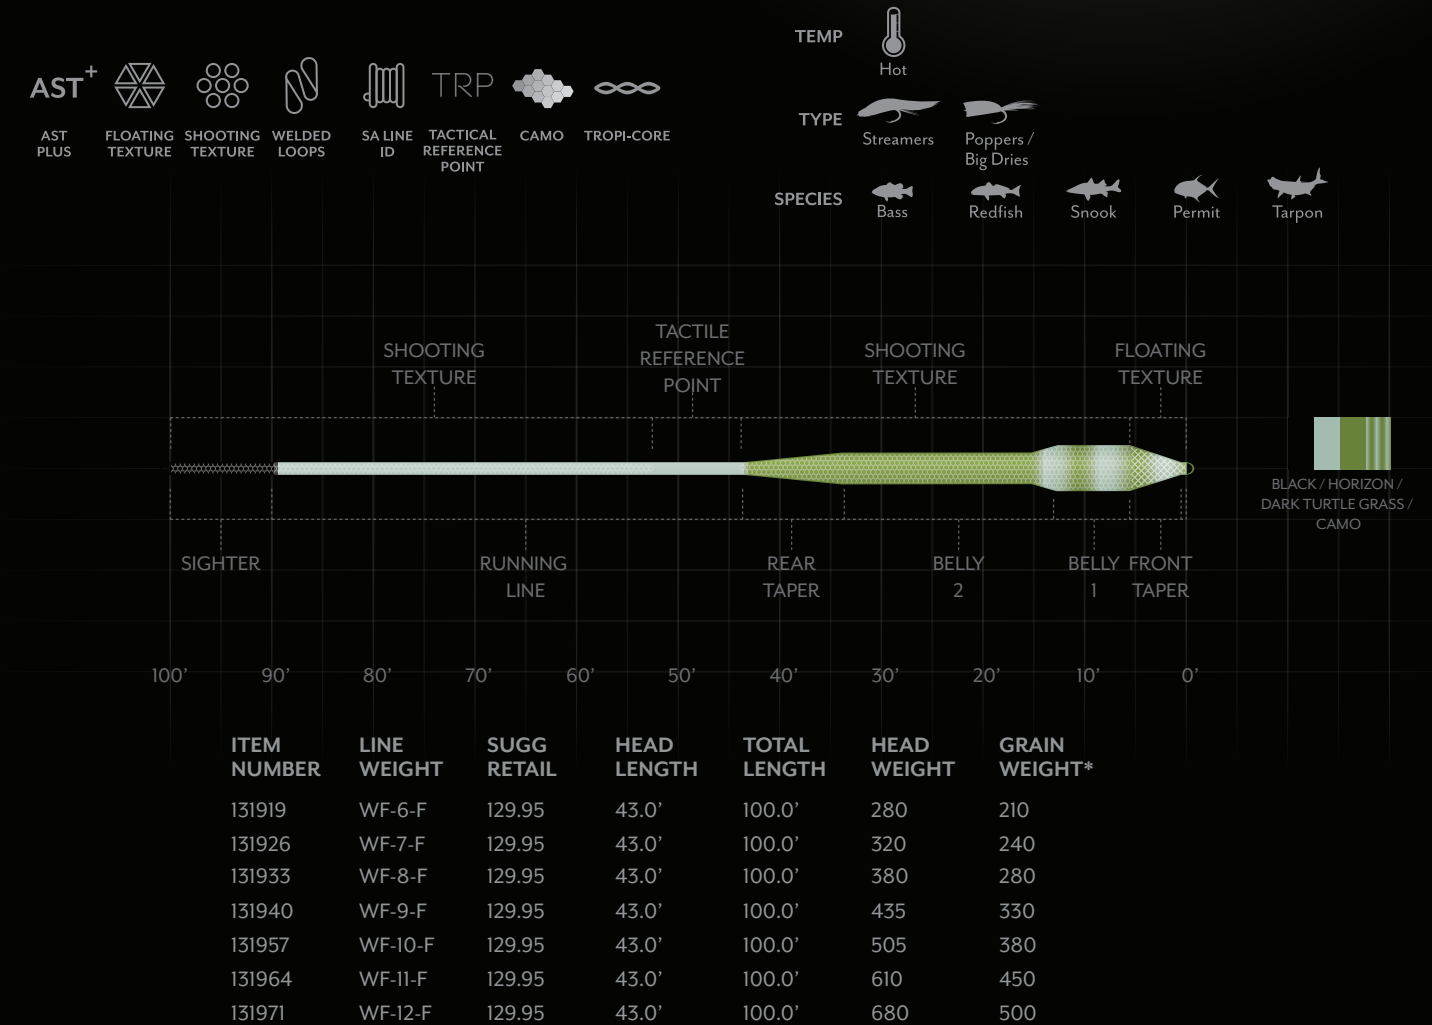 TEMP
Hot
AST+
TRP
AST
PLUS
FLOATING
TEXTURE
SHOOTING
TEXTURE
WELDED
LOOPS
SA LINE
ID
TACTICAL
REFERENCE
POINT
CAMO
TROPI-CORE
TYPE
Streamers
Poppers /
Big Dries
SPECIES
Bass
Redfish
Snook
Permit
Tarpon
SHOOTING
TEXTURE
TACTILE
REFERENCE
POINT
SHOOTING
TEXTURE
FLOATING
TEXTURE
BLACK / HORIZON /
DARK TURTLE GRASS /
CAMO
SIGHTER
RUNNING
LINE
REAR
TAPER
BELLY
2
BELLY
1
FRONT
TAPER
100’ 90’ 80’ 70’ 60’ 50’ 40’ 30’ 20’ 10’ 0’
ITEM LINE SUGG HEAD TOTAL HEAD GRAIN
NUMBER WEIGHT RETAIL LENGTH LENGTH WEIGHT WEIGHT*
131919 WF-6-F 129.95 43.0’ 100.0’ 280 210
131926 WF-7-F 129.95 43.0’ 100.0’ 320 240
131933 WF-8-F 129.95 43.0’ 100.0’ 380 280
131940 WF-9-F 129.95 43.0’ 100.0’ 435 330
131957 WF-10-F 129.95 43.0’ 100.0’ 505 380
131964 WF-11-F 129.95 43.0’ 100.0’ 610 450
131971 WF-12-F 129.95 43.0’ 100.0’ 680 500